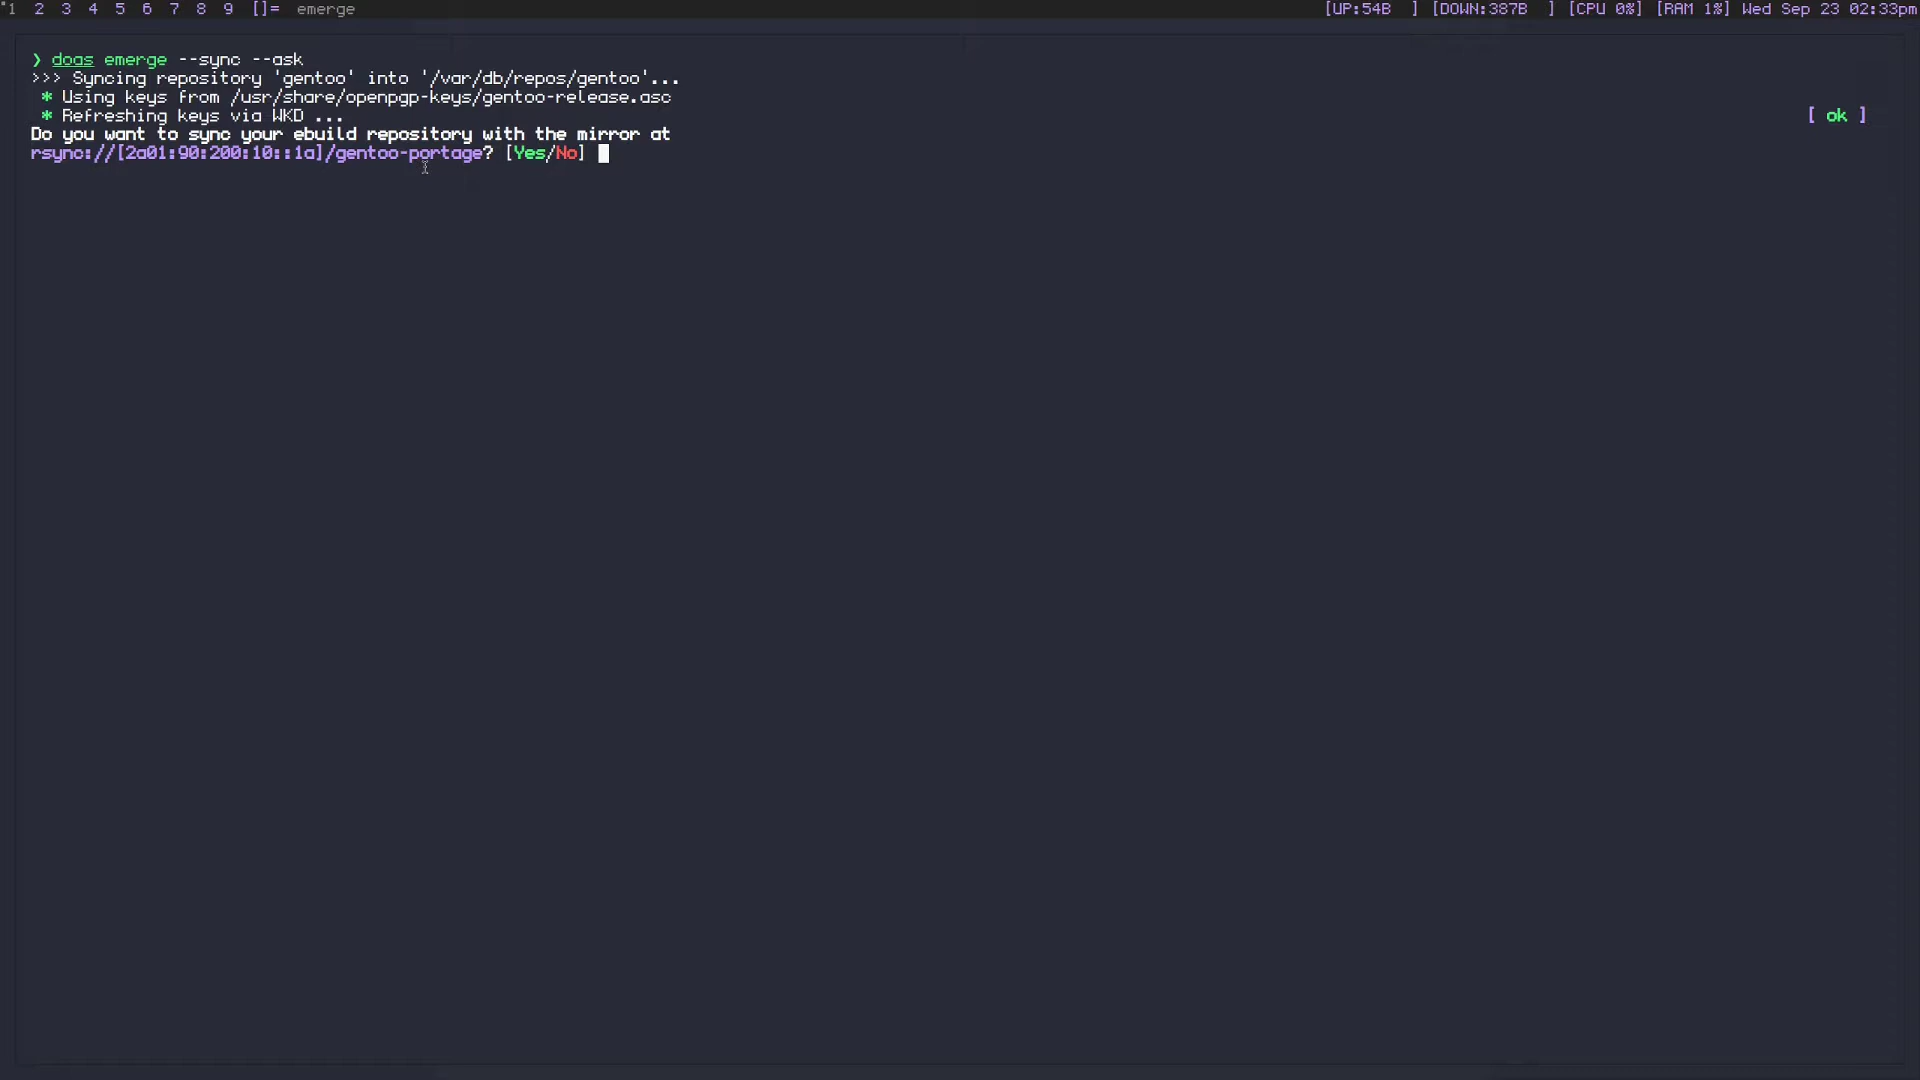 1 2 3 4 5 6 7 8 9 []= emerge [UP:54B ] [DOWN:387B ] [CPU 0%] [RAM 1%] Wed Sep 23 02:33pm
❯ doas emerge --sync --ask
>>> Syncing repository 'gentoo' into '/var/db/repos/gentoo'...
* Using keys from /usr/share/openpgp-keys/gentoo-release.asc
* Refreshing keys via WKD ... [ ok ]
Do you want to sync your ebuild repository with the mirror at
rsync://[2a01:90:200:10::1a]/gentoo-portage? [Yes/No]